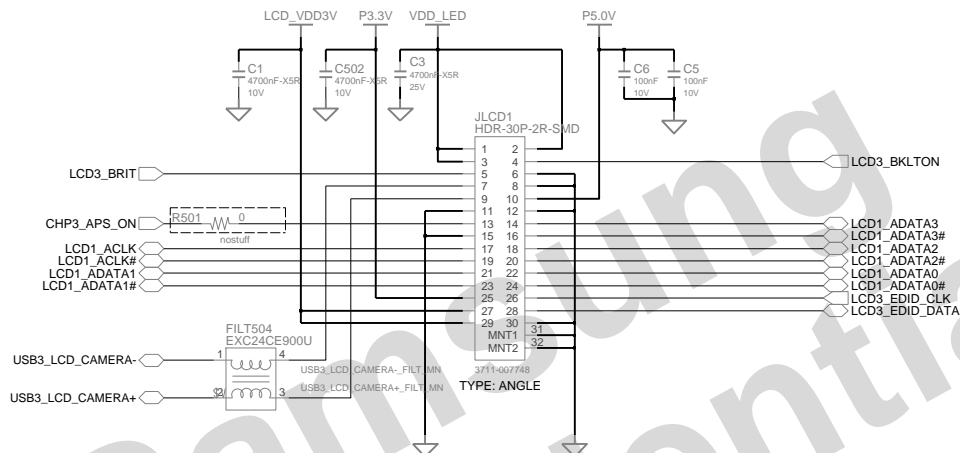 LCD_VDD3V
P3.3V
VDD_LED
P5.0V
C1
4700nF-X5R
10V
C502
4700nF-X5R
10V
C3
4700nF-X5R
25V
C6
100nF
10V
C5
100nF
10V
JLCD1
HDR-30P-2R-SMD
1 2
3 4
5 6
7 8
9 10
11 12
13 14
15 16
17 18
19 20
21 22
23 24
25 26
27 28
29 30
MNT1 31
MNT2 32
3711-007748
TYPE: ANGLE
LCD3_BRIT
CHP3_APS_ON
R501 0
nostuff
LCD1_ACLK
LCD1_ACLK#
LCD1_ADATA1
LCD1_ADATA1#
LCD3_BKLTON
LCD1_ADATA3
LCD1_ADATA3#
LCD1_ADATA2
LCD1_ADATA2#
LCD1_ADATA0
LCD1_ADATA0#
LCD3_EDID_CLK
LCD3_EDID_DATA
FILT504
EXC24CE900U
1 4
2 3
USB3_LCD_CAMERA-
USB3_LCD_CAMERA+
USB3_LCD_CAMERA-_FILT_MN
USB3_LCD_CAMERA+_FILT_MN
Samsung